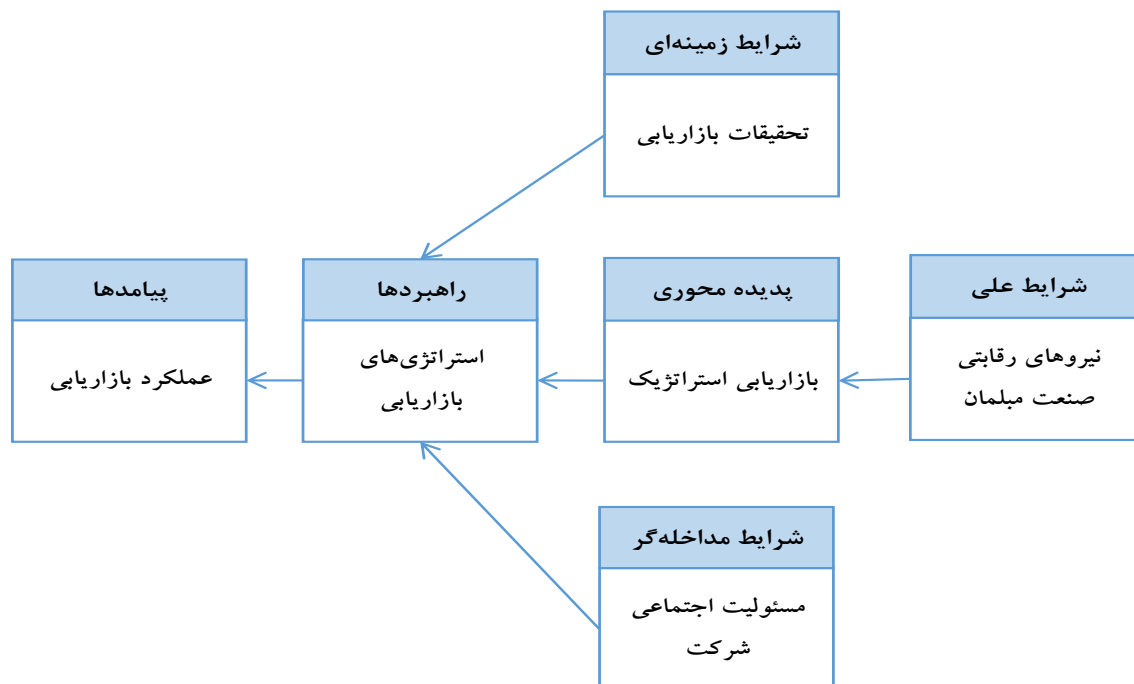 شرایط زمینه‌ای
تحقیقات بازاریابی
شرایط علی
نیروهای رقابتی
صنعت مبلمان
پدیده محوری
بازاریابی استراتژیک
راهبردها
استراتژی‌های
بازاریابی
پیامدها
عملکرد بازاریابی
شرایط مداخله‌گر
مسئولیت اجتماعی
شرکت